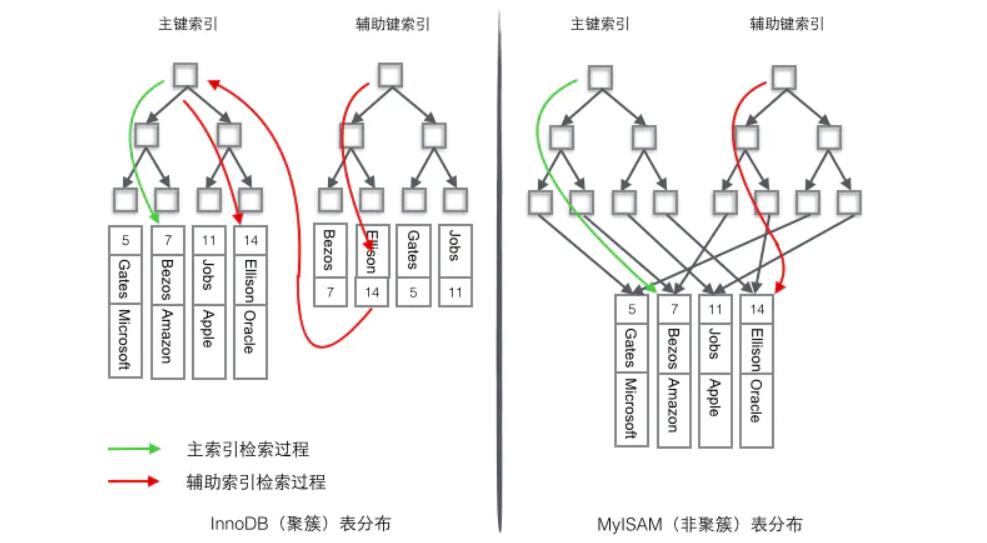 主键索引
辅助键索引
主键索引
辅助键索引
5
Gates
Microsoft
7
Bezos
Amazon
11
Jobs
Apple
14
Ellison
Oracle
Bezos
7
Ellison
14
Gates
5
Jobs
11
5
Gates
Microsoft
7
Bezos
Amazon
11
Jobs
Apple
14
Ellison
Oracle
主索引检索过程
辅助索引检索过程
InnoDB（聚簇）表分布
MyISAM（非聚簇）表分布